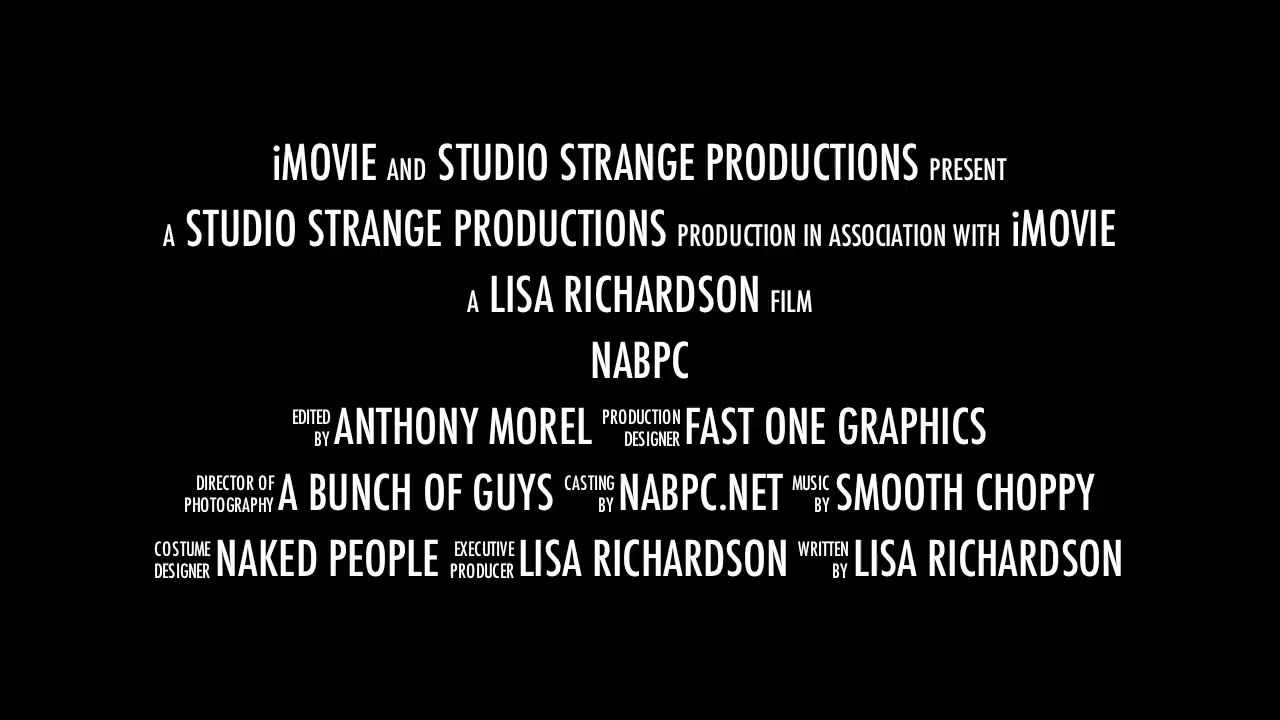 iMOVIE AND STUDIO STRANGE PRODUCTIONS PRESENT
A STUDIO STRANGE PRODUCTIONS PRODUCTION IN ASSOCIATION WITH iMOVIE
A LISA RICHARDSON FILM
NABPC
EDITED BY ANTHONY MOREL PRODUCTION DESIGNER FAST ONE GRAPHICS
DIRECTOR OF PHOTOGRAPHY A BUNCH OF GUYS CASTING BY NABPC.NET MUSIC BY SMOOTH CHOPPY
COSTUME DESIGNER NAKED PEOPLE EXECUTIVE PRODUCER LISA RICHARDSON WRITTEN BY LISA RICHARDSON